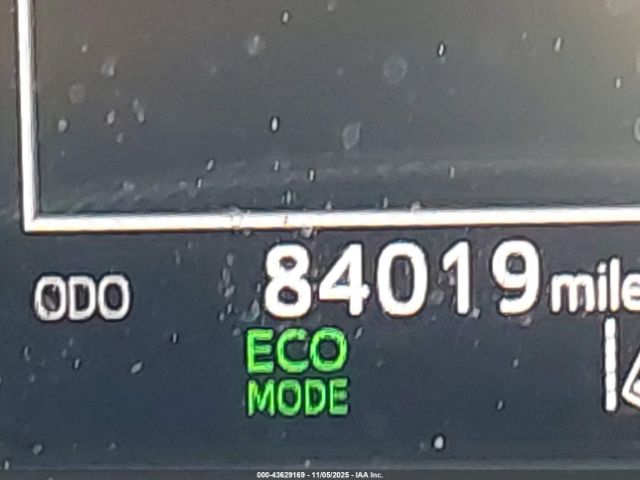 ODO 84019 mile
ECO
MODE
000-43629169 - 11/05/2025 - IAA Inc.